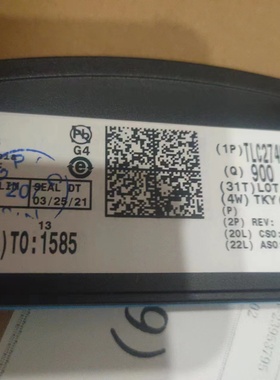 Pb
G4
e
SEAL DT
03/25/21
13
)TO:1585
(1P)TLC274
(Q) 900
(31T)LOT
(4W) TKY(
(P)
(2P) REV:
(20L) CSO:
(22L) ASO